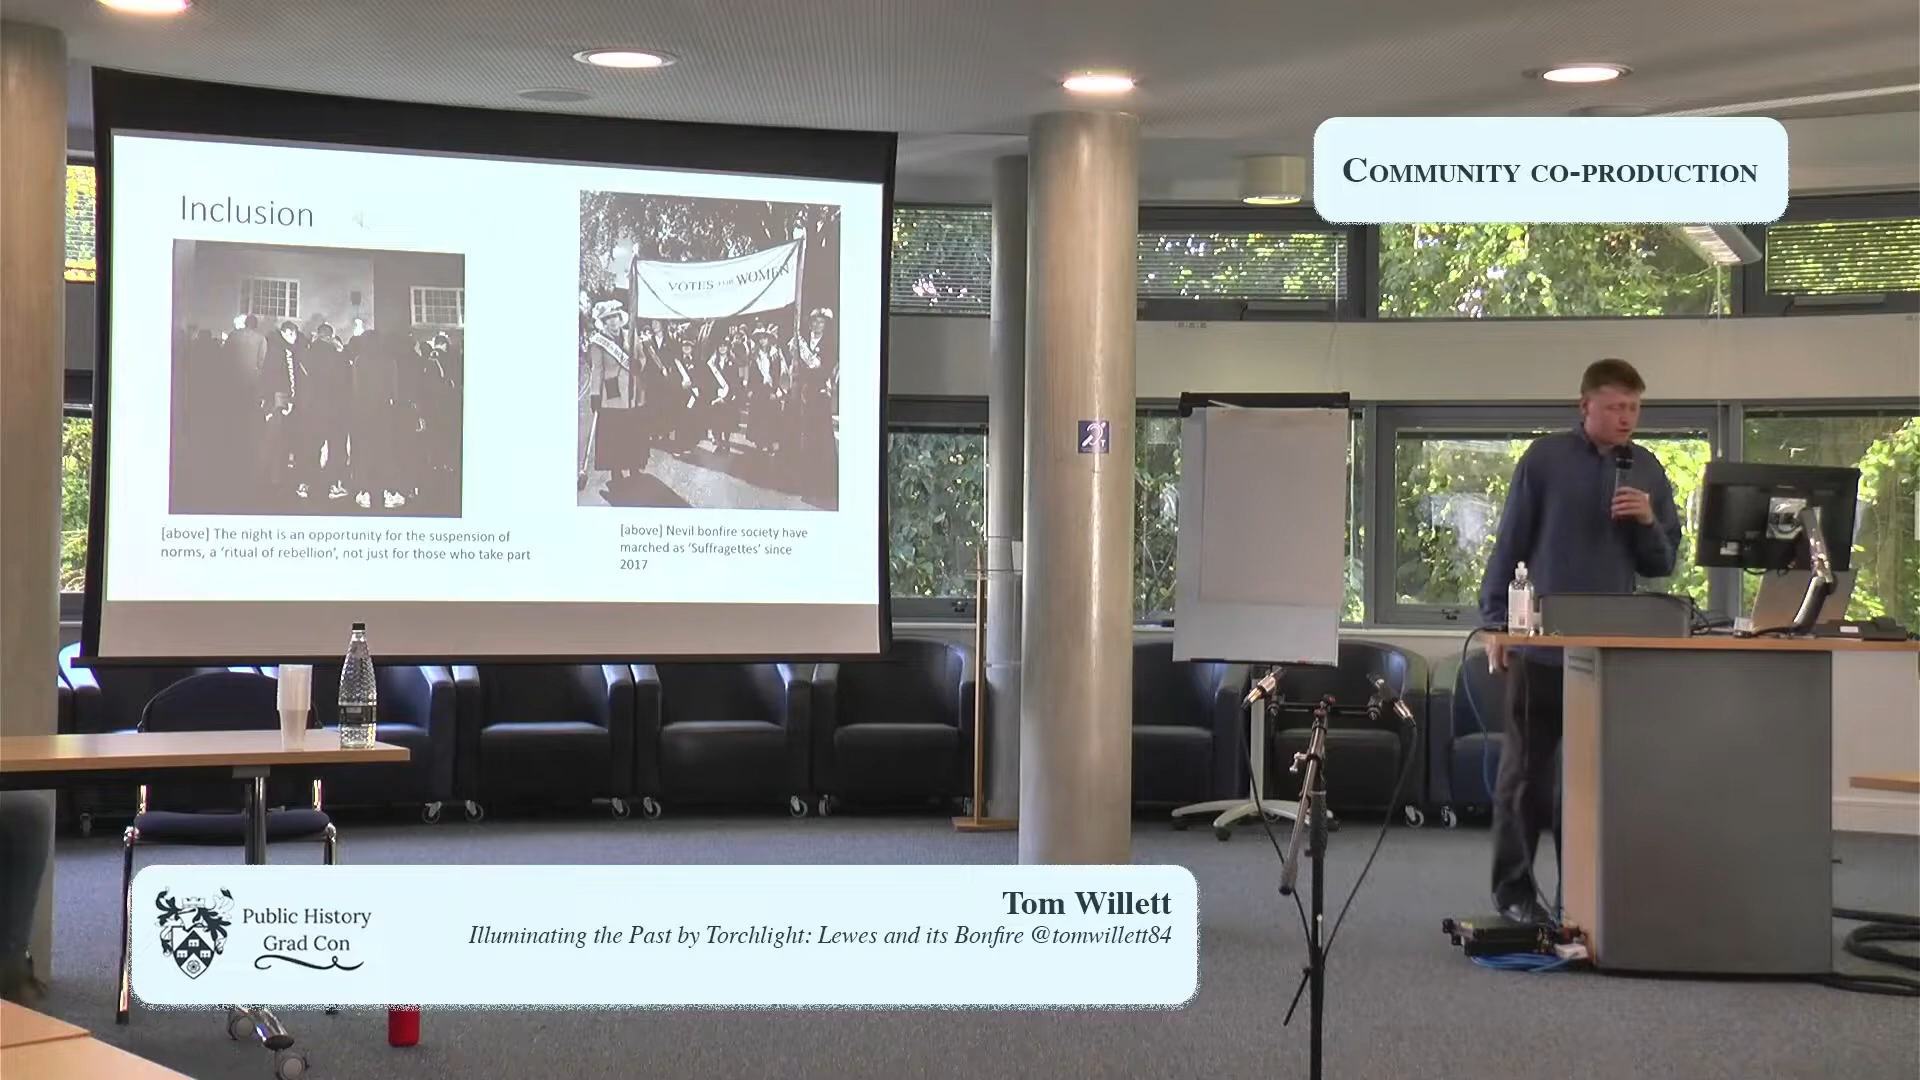 COMMUNITY CO-PRODUCTION
Inclusion
VOTES FOR WOMEN
[above] The night is an opportunity for the suspension of
norms, a ‘ritual of rebellion’, not just for those who take part
[above] Nevil bonfire society have
marched as ‘Suffragettes’ since
2017
T
Public History
Grad Con
Tom Willett
Illuminating the Past by Torchlight: Lewes and its Bonfire @tomwillett84